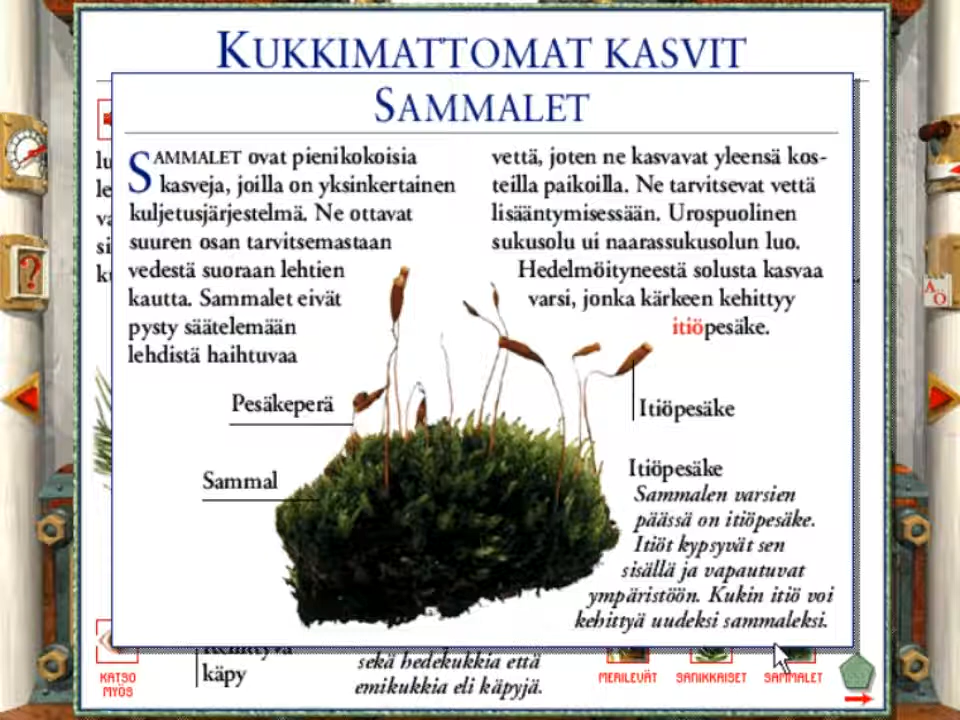 KUKKIMATTOMAT KASVIT
SAMMALET
SAMMALET ovat pienikokoisia
kasveja, joilla on yksinkertainen
kuljetusjärjestelmä. Ne ottavat
suuren osan tarvitsemastaan
vedestä suoraan lehtien
kautta. Sammalet eivät
pysty säätelemään
lehdistä haihtuvaa
vettä, joten ne kasvavat yleensä kos-
teilla paikoilla. Ne tarvitsevat vettä
lisääntymisessään. Urospuolinen
sukusolu ui naarassukusolun luo.
Hedelmöityneestä solusta kasvaa
varsi, jonka kärkeen kehittyy
itiöpesäke.
Pesäkeperä
Sammal
Itiöpesäke
Itiöpesäke
Sammalen varsien
päässä on itiöpesäke.
Itiöt kypsyvät sen
sisällä ja vapautuvat
ympäristöön. Kukin itiö voi
kehittyä uudeksi sammaleksi.
käpy
sekä hedekukkia että
emikukkia eli käpyjä.
KATSO
MYÖS
MERILEVÄT
SANIKKAISET
SAMMALET
?
A
O